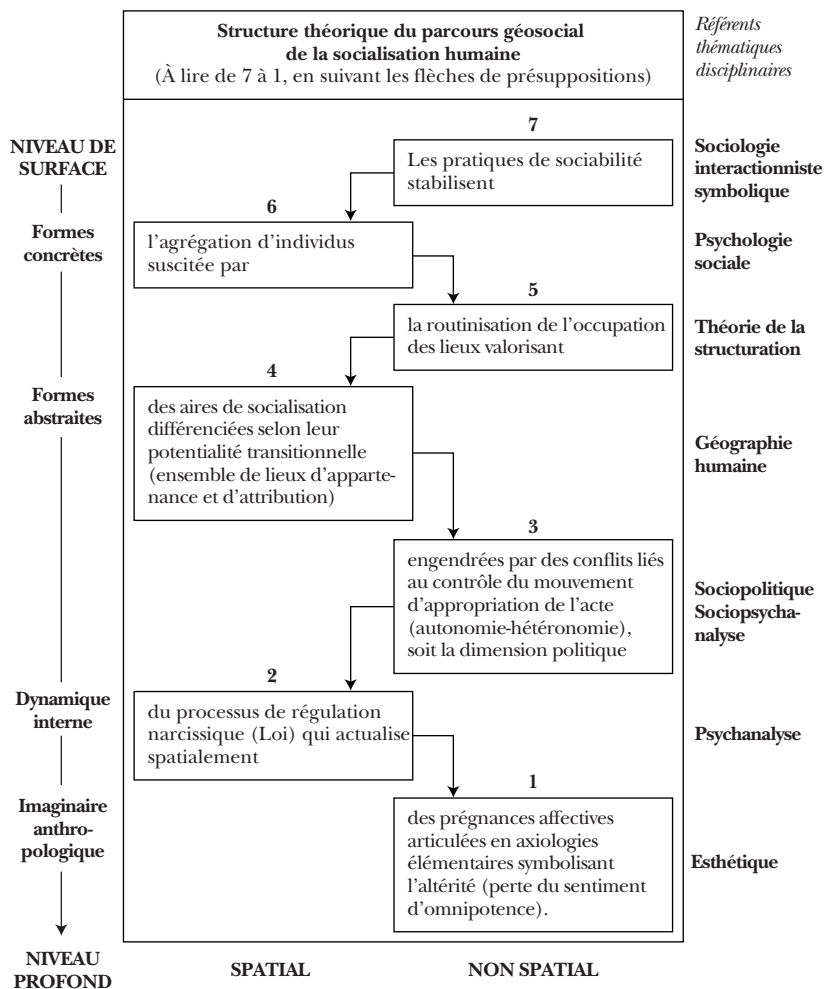 Structure théorique du parcours géosocial
de la socialisation humaine
(À lire de 7 à 1, en suivant les flèches de présuppositions)
Référents
thématiques
disciplinaires
NIVEAU DE
SURFACE
7
Les pratiques de sociabilité
stabilisent
Sociologie
interactionniste
symbolique
Formes
concrètes
6
l’agrégation d’individus
suscitée par
Psychologie
sociale
5
la routinisation de l’occupation
des lieux valorisant
Théorie de la
structuration
Formes
abstraites
4
des aires de socialisation
différenciées selon leur
potentialité transitionnelle
(ensemble de lieux d’apparte-
nance et d’attribution)
Géographie
humaine
3
engendrées par des conflits liés
au contrôle du mouvement
d’appropriation de l’acte
(autonomie-hétéronomie),
soit la dimension politique
Sociopolitique
Sociopsycha-
nalyse
Dynamique
interne
2
du processus de régulation
narcissique (Loi) qui actualise
spatialement
Psychanalyse
Imaginaire
anthro-
pologique
1
des prégnances affectives
articulées en axiologies
élémentaires symbolisant
l’altérité (perte du sentiment
d’omnipotence).
Esthétique
NIVEAU
PROFOND
SPATIAL
NON SPATIAL